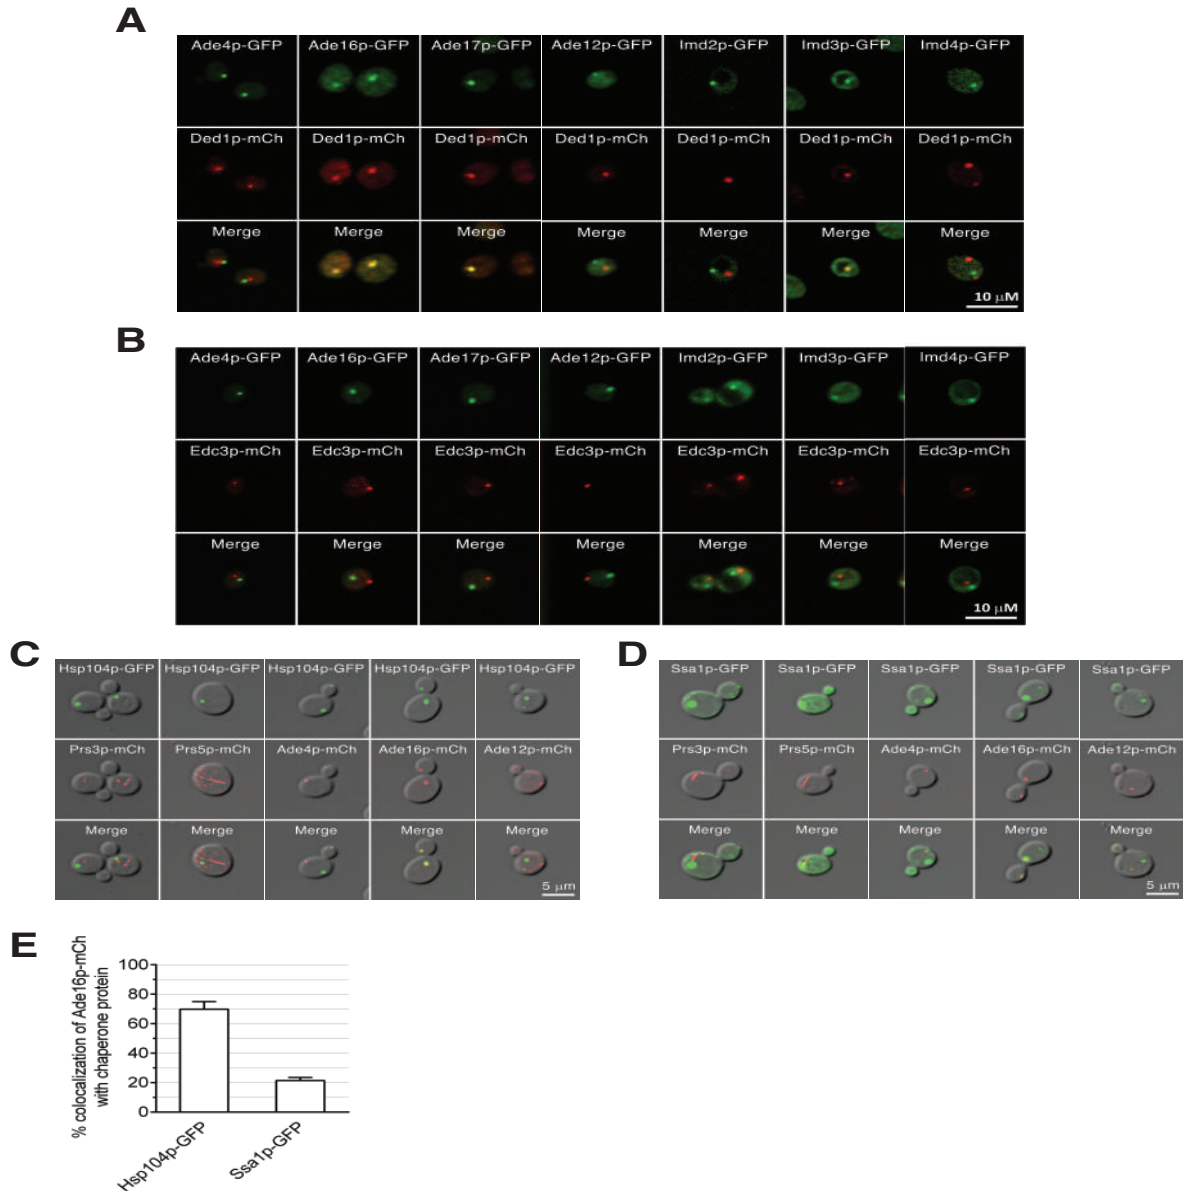 A
Ade4p-GFP Ade16p-GFP Ade17p-GFP Ade12p-GFP Imd2p-GFP Imd3p-GFP Imd4p-GFP
Ded1p-mCh Ded1p-mCh Ded1p-mCh Ded1p-mCh Ded1p-mCh Ded1p-mCh Ded1p-mCh
Merge Merge Merge Merge Merge Merge Merge
10 μM
B
Ade4p-GFP Ade16p-GFP Ade17p-GFP Ade12p-GFP Imd2p-GFP Imd3p-GFP Imd4p-GFP
Edc3p-mCh Edc3p-mCh Edc3p-mCh Edc3p-mCh Edc3p-mCh Edc3p-mCh Edc3p-mCh
Merge Merge Merge Merge Merge Merge Merge
10 μM
C
Hsp104p-GFP Hsp104p-GFP Hsp104p-GFP Hsp104p-GFP Hsp104p-GFP
Prs3p-mCh Prs5p-mCh Ade4p-mCh Ade16p-mCh Ade12p-mCh
Merge Merge Merge Merge Merge
5 μm
D
Ssa1p-GFP Ssa1p-GFP Ssa1p-GFP Ssa1p-GFP Ssa1p-GFP
Prs3p-mCh Prs5p-mCh Ade4p-mCh Ade16p-mCh Ade12p-mCh
Merge Merge Merge Merge Merge
5 μm
E
% colocalization of Ade16p-mCh
with chaperone protein
100
80
60
40
20
0
Hsp104p-GFP
Ssa1p-GFP